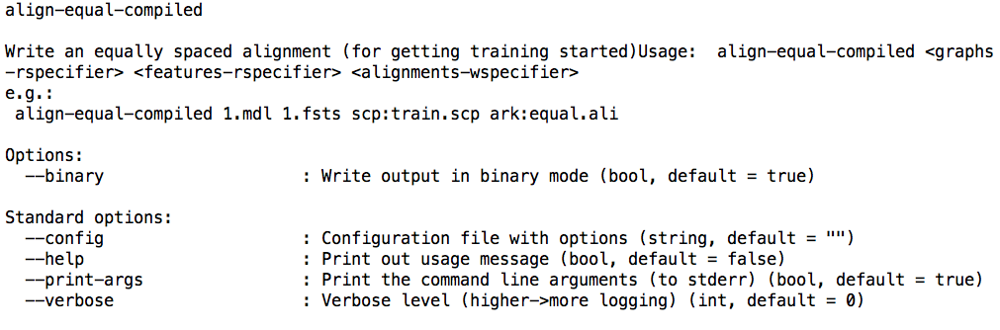 align-equal-compiled
Write an equally spaced alignment (for getting training started)Usage:  align-equal-compiled <graphs
-rspecifier> <features-rspecifier> <alignments-wspecifier>
e.g.:
 align-equal-compiled 1.mdl 1.fsts scp:train.scp ark:equal.ali
Options:
  --binary                    : Write output in binary mode (bool, default = true)
Standard options:
  --config                    : Configuration file with options (string, default = "")
  --help                      : Print out usage message (bool, default = false)
  --print-args                : Print the command line arguments (to stderr) (bool, default = true)
  --verbose                   : Verbose level (higher->more logging) (int, default = 0)